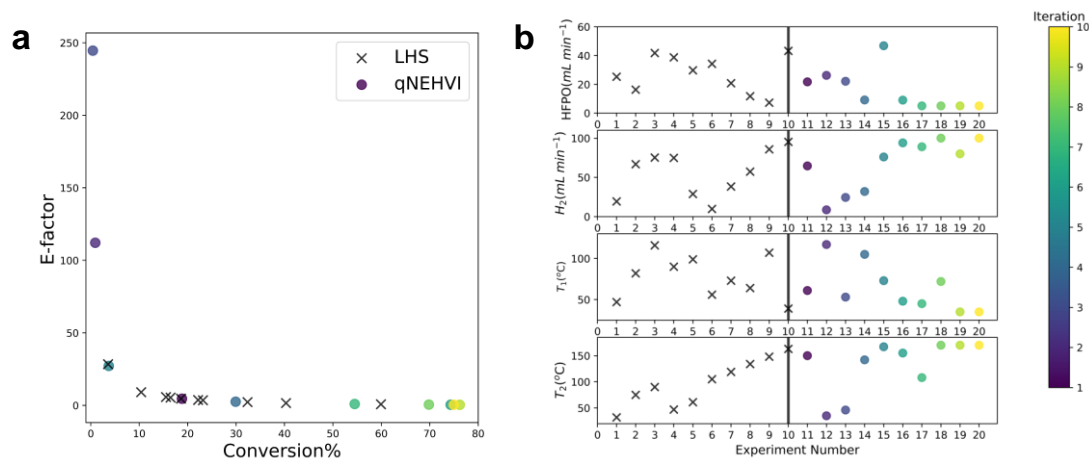 a
E-factor
250
200
150
100
50
0
0 10 20 30 40 50 60 70 80
Conversion%
LHS
qNEHVI
b
HFPO(mL min⁻¹)
60
40
20
0
0 1 2 3 4 5 6 7 8 9 10 11 12 13 14 15 16 17 18 19 20
H₂(mL min⁻¹)
100
50
0
0 1 2 3 4 5 6 7 8 9 10 11 12 13 14 15 16 17 18 19 20
T₁(°C)
100
50
0 1 2 3 4 5 6 7 8 9 10 11 12 13 14 15 16 17 18 19 20
T₂(°C)
150
100
50
0 1 2 3 4 5 6 7 8 9 10 11 12 13 14 15 16 17 18 19 20
Experiment Number
Iteration
10
9
8
7
6
5
4
3
2
1